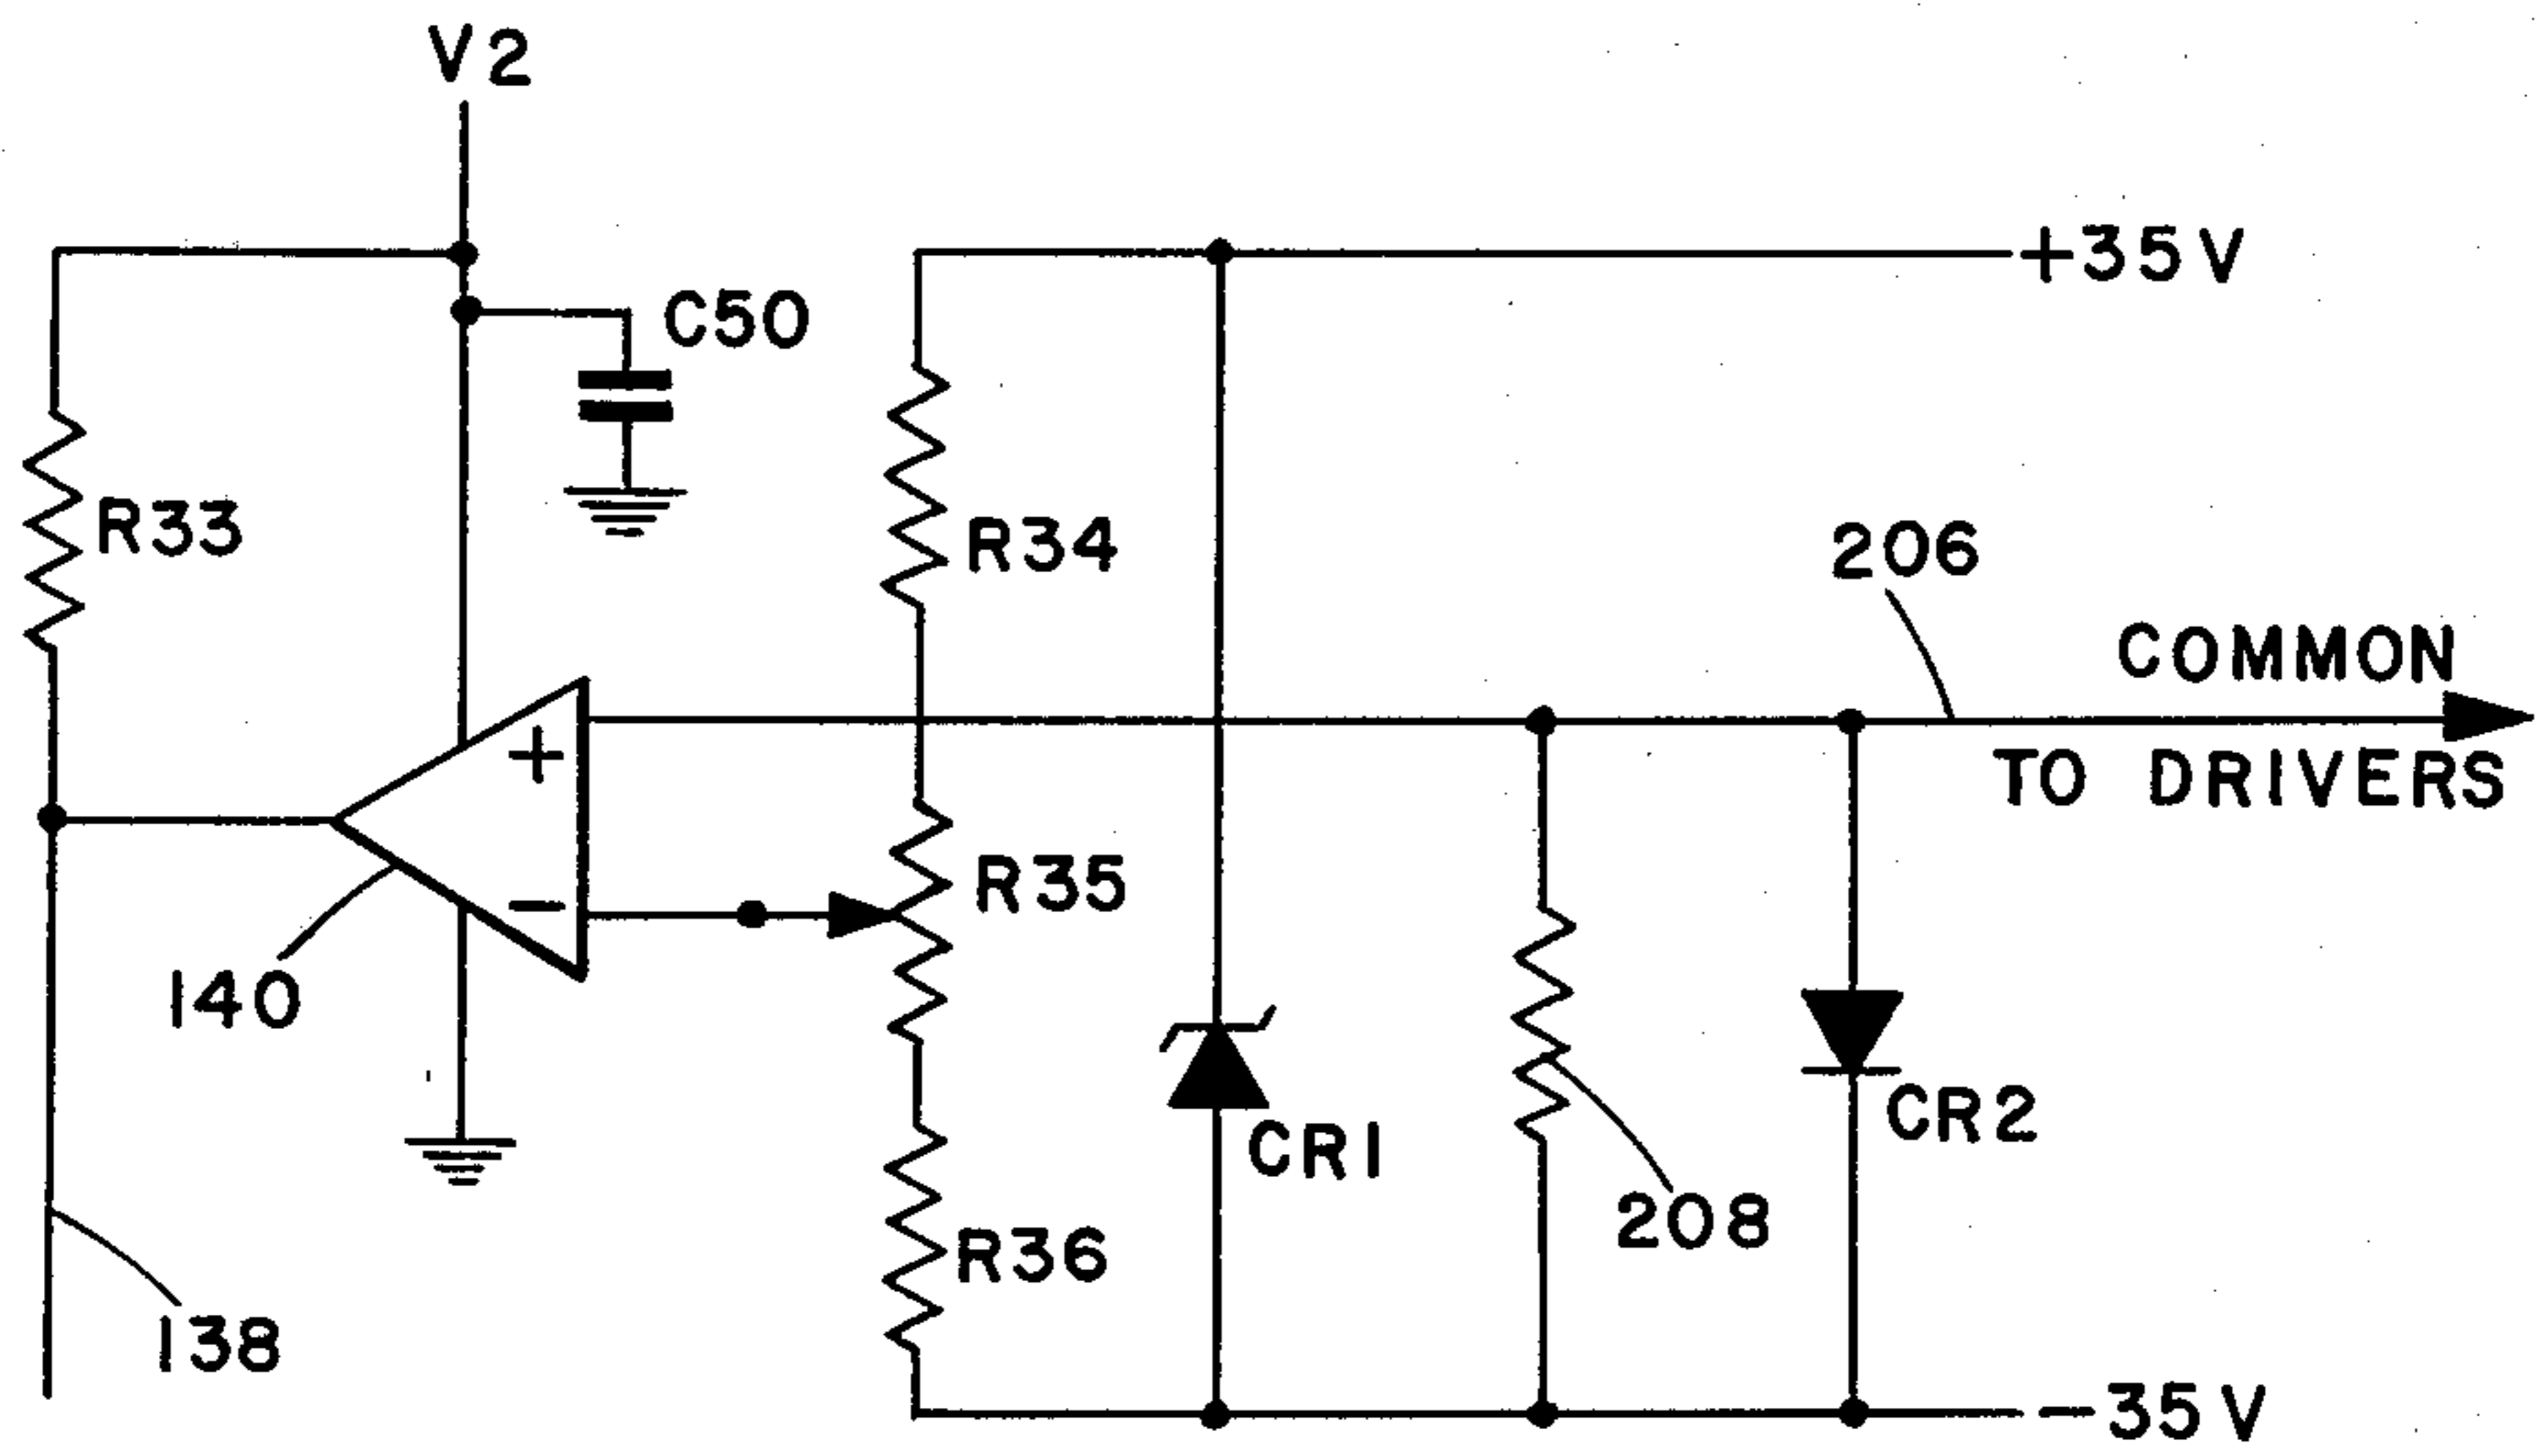 V2
+35V
C50
R33
R34
206
COMMON
TO DRIVERS
+
R35
-
140
CR1
CR2
208
R36
138
-35V